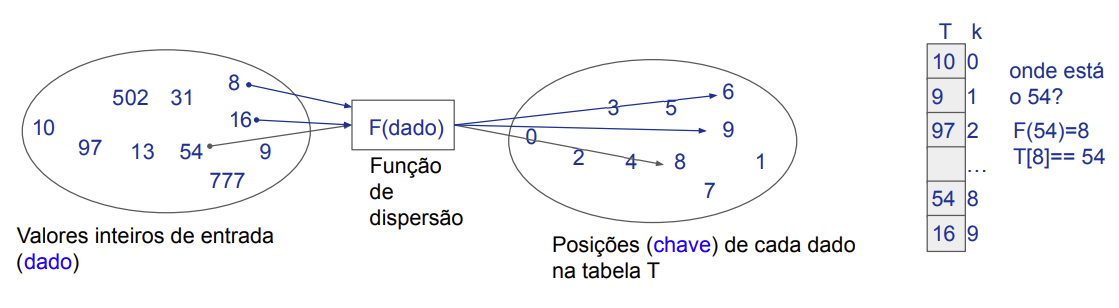 502 31 8
10 16
97 13 54 9
777
Valores inteiros de entrada
(dado)
F(dado)
Função
de
dispersão
3 5 6
0 9
2 4 8 1
7
Posições (chave) de cada dado
na tabela T
T k
10 0
9 1
97 2
...
54 8
16 9
onde está
o 54?
F(54)=8
T[8]== 54